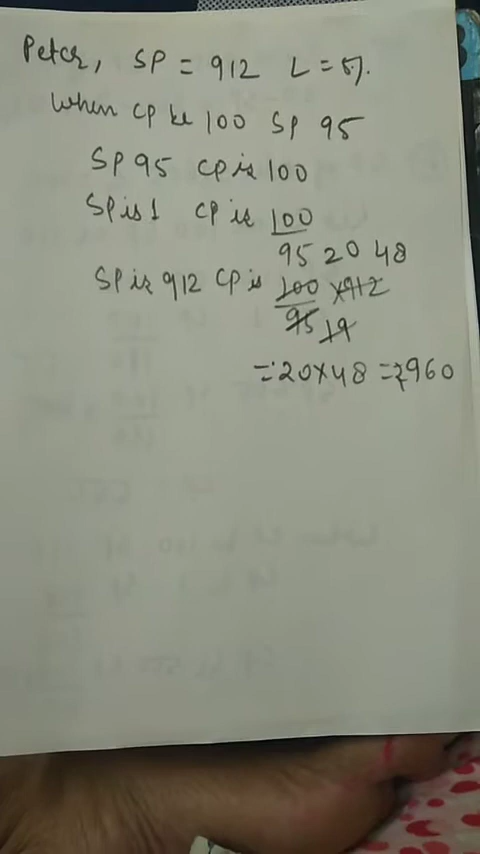 Peter, SP = 912 L = 5%.
When CP is 100 SP 95
SP 95 CP is 100
SP is 1 CP is 100
95 20 48
SP is 912 CP is 100 × 912
95 19
= 20 × 48 = ₹960